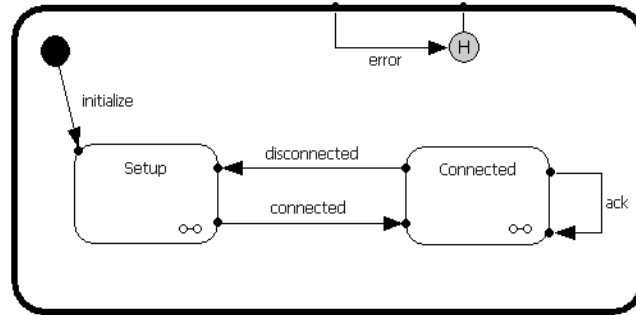 H
error
initialize
Setup
disconnected
Connected
connected
ack